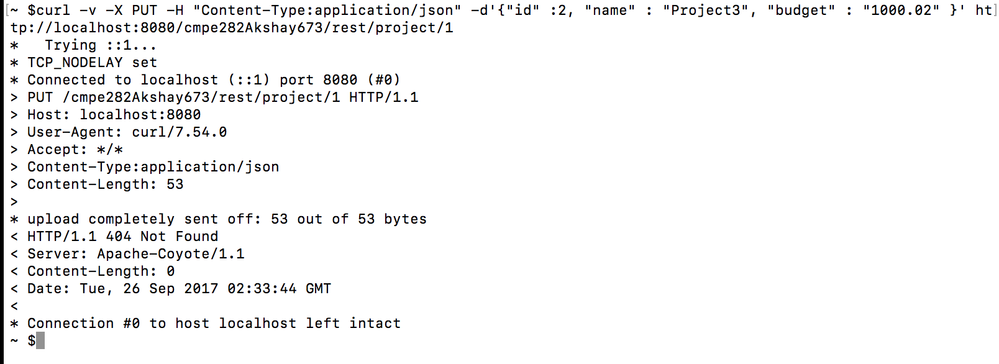 [~ $curl -v -X PUT -H "Content-Type:application/json" -d'{"id" :2, "name" : "Project3", "budget" : "1000.02" }' ht]
tp://localhost:8080/cmpe282Akshay673/rest/project/1
*   Trying ::1...
* TCP_NODELAY set
* Connected to localhost (::1) port 8080 (#0)
> PUT /cmpe282Akshay673/rest/project/1 HTTP/1.1
> Host: localhost:8080
> User-Agent: curl/7.54.0
> Accept: */*
> Content-Type:application/json
> Content-Length: 53
>
* upload completely sent off: 53 out of 53 bytes
< HTTP/1.1 404 Not Found
< Server: Apache-Coyote/1.1
< Content-Length: 0
< Date: Tue, 26 Sep 2017 02:33:44 GMT
<
* Connection #0 to host localhost left intact
~ $